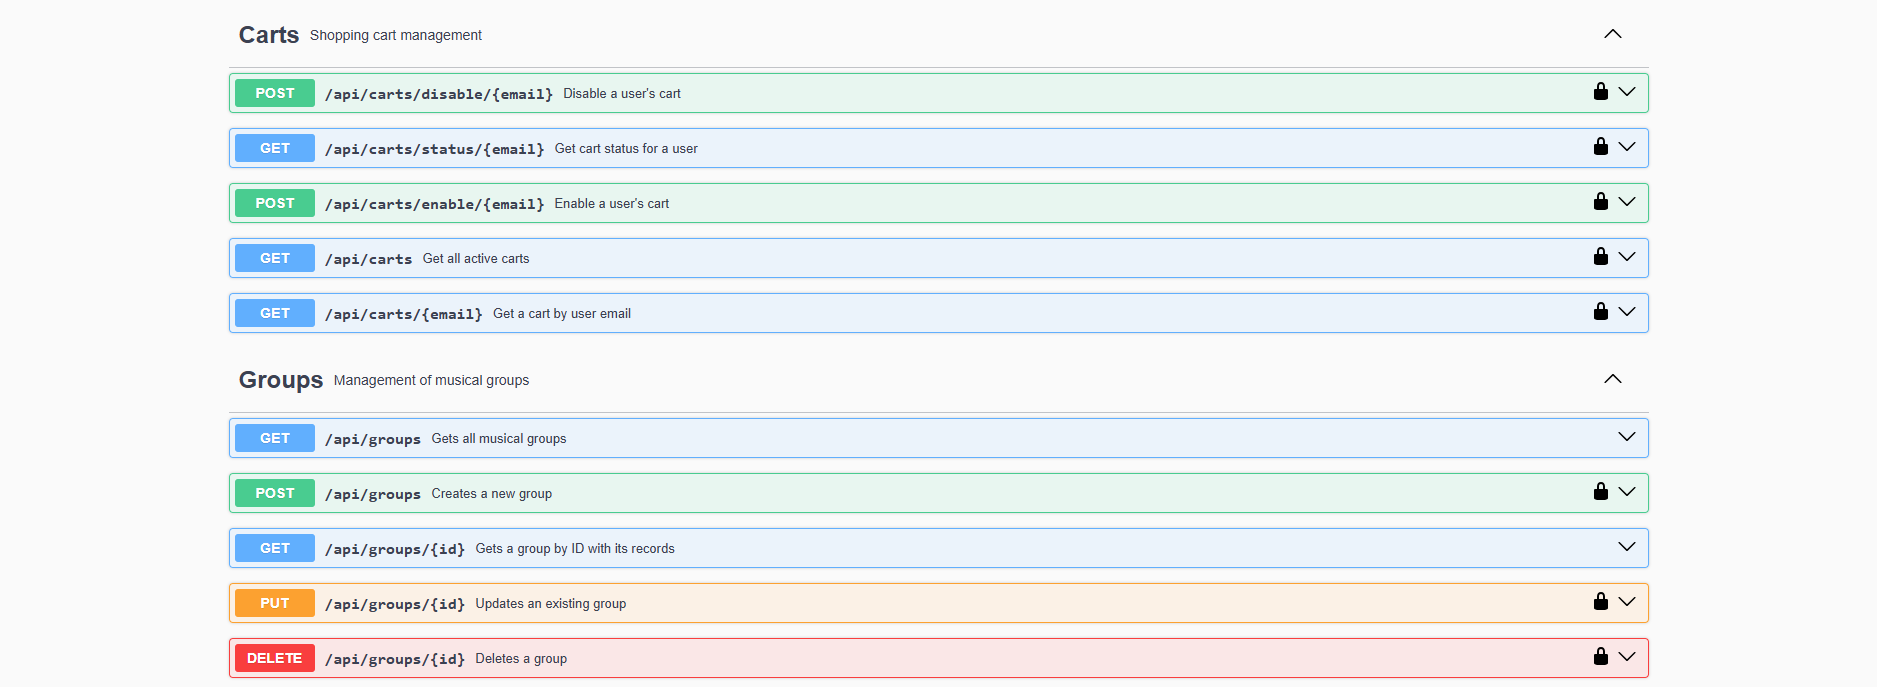 Carts Shopping cart management
POST /api/carts/disable/{email} Disable a user's cart
GET /api/carts/status/{email} Get cart status for a user
POST /api/carts/enable/{email} Enable a user's cart
GET /api/carts Get all active carts
GET /api/carts/{email} Get a cart by user email
Groups Management of musical groups
GET /api/groups Gets all musical groups
POST /api/groups Creates a new group
GET /api/groups/{id} Gets a group by ID with its records
PUT /api/groups/{id} Updates an existing group
DELETE /api/groups/{id} Deletes a group